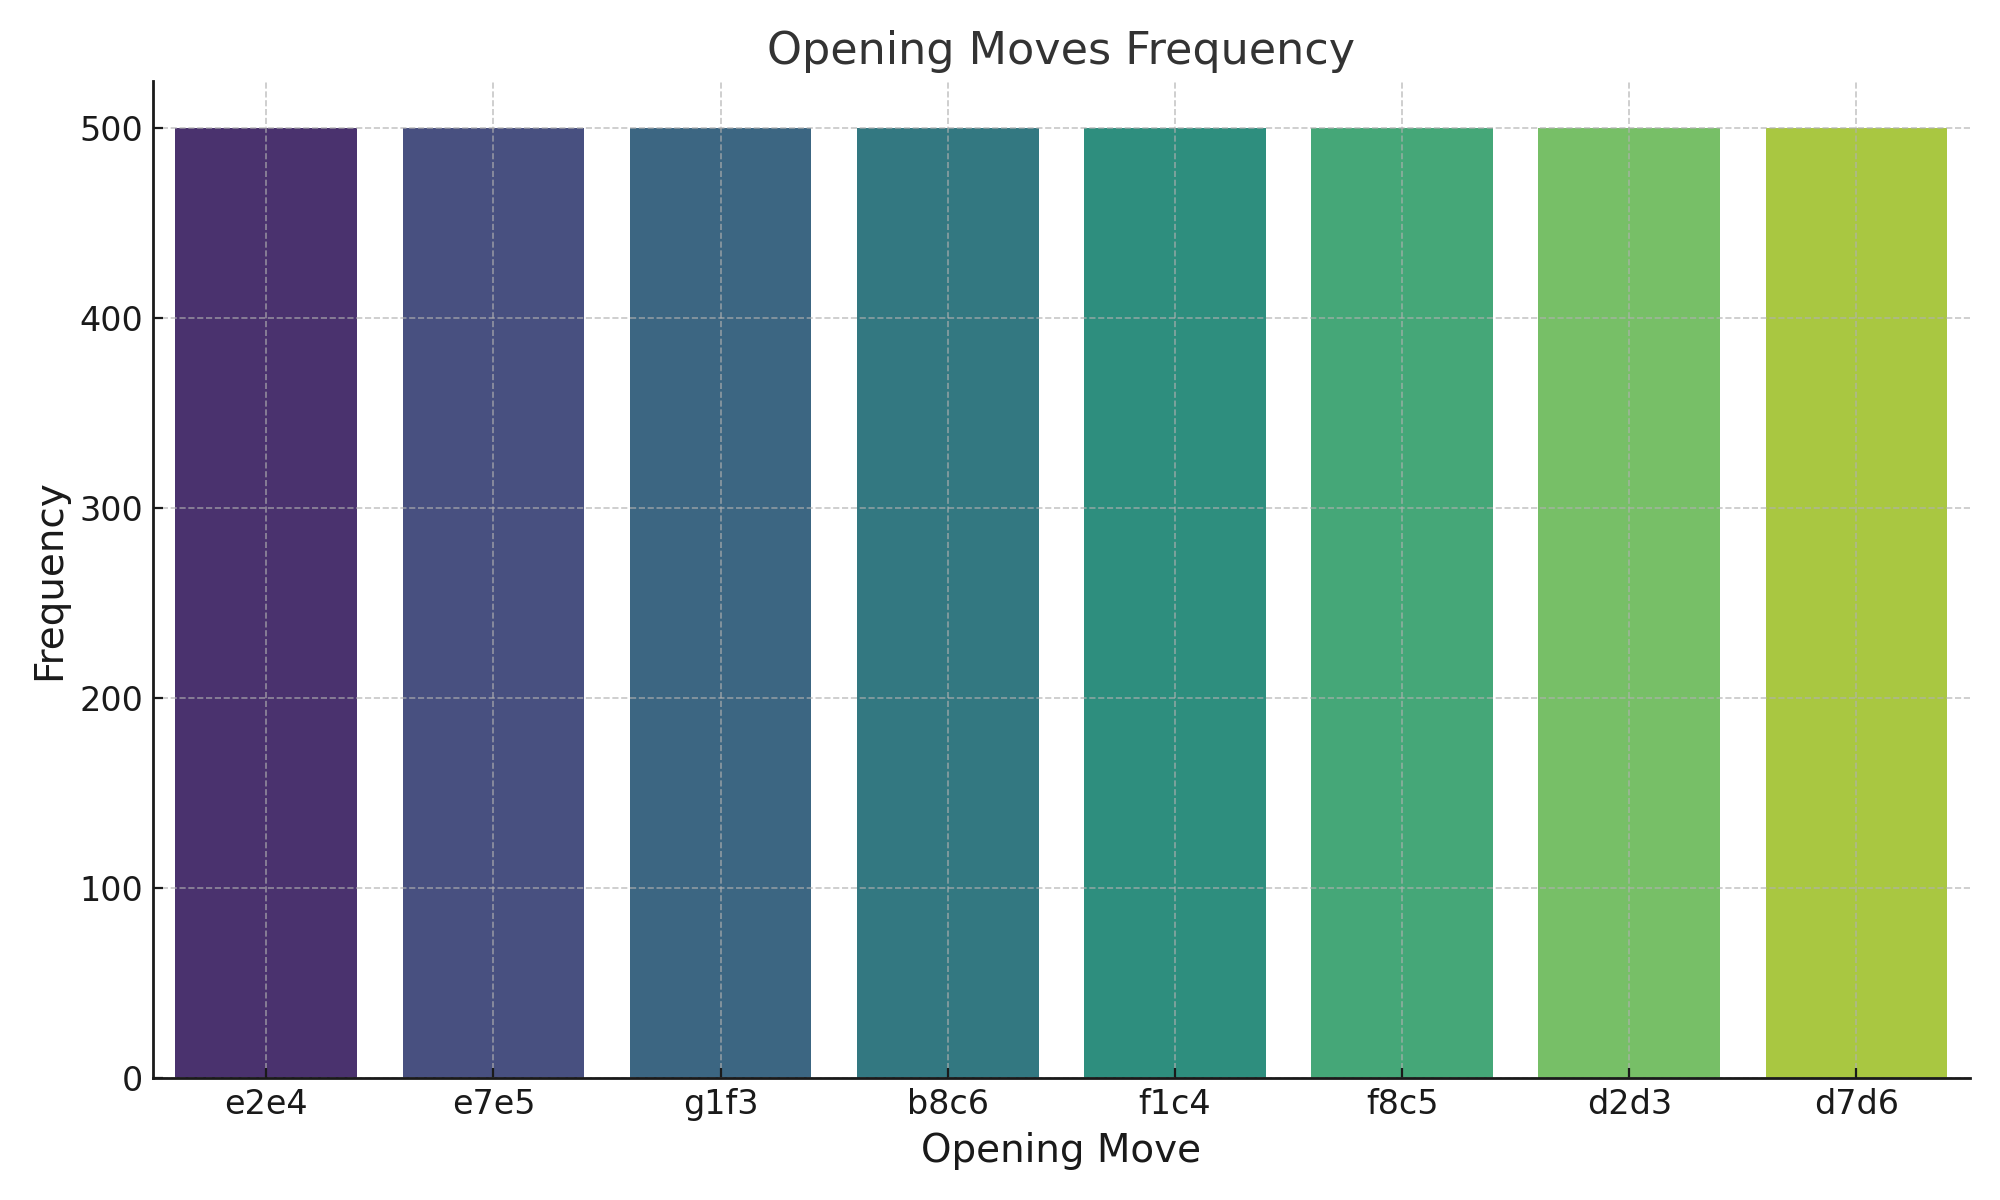 Opening Moves Frequency
500
400
300
200
100
0
Frequency
e2e4 e7e5 g1f3 b8c6 f1c4 f8c5 d2d3 d7d6
Opening Move